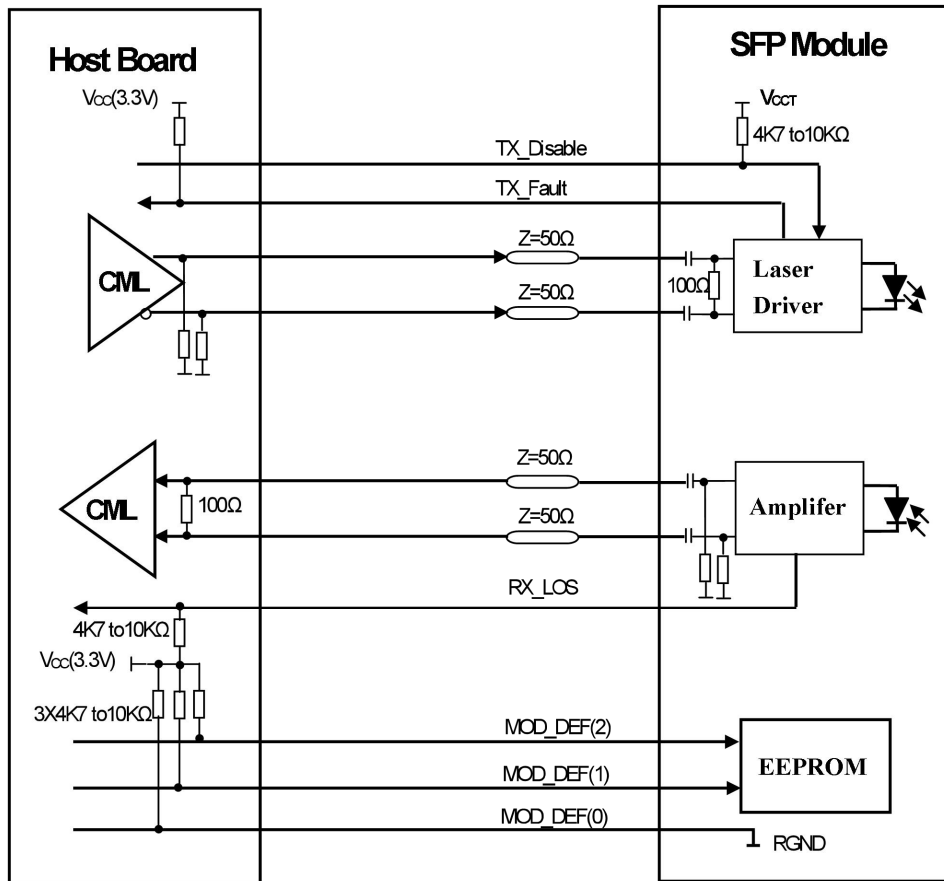 Host Board
SFP Module
VCC(3.3V)
VCCT
4K7 to10KΩ
TX_Disable
TX_Fault
Z=50Ω
CML
100Ω
Laser
Driver
Z=50Ω
Z=50Ω
CML
100Ω
Amplifer
Z=50Ω
RX_LOS
4K7 to10KΩ
VCC(3.3V)
3X4K7 to10KΩ
MOD_DEF(2)
EEPROM
MOD_DEF(1)
MOD_DEF(0)
RGND